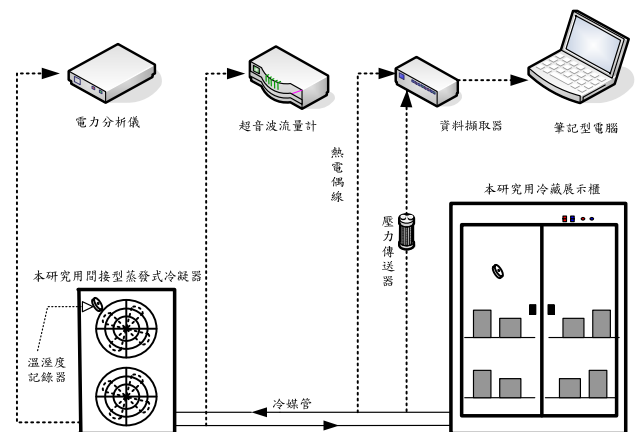 電力分析儀
超音波流量計
資料擷取器
筆記型電腦
熱電偶線
壓力傳送器
本研究用冷藏展示櫃
本研究用間接型蒸發式冷凝器
溫溼度
記錄器
冷媒管